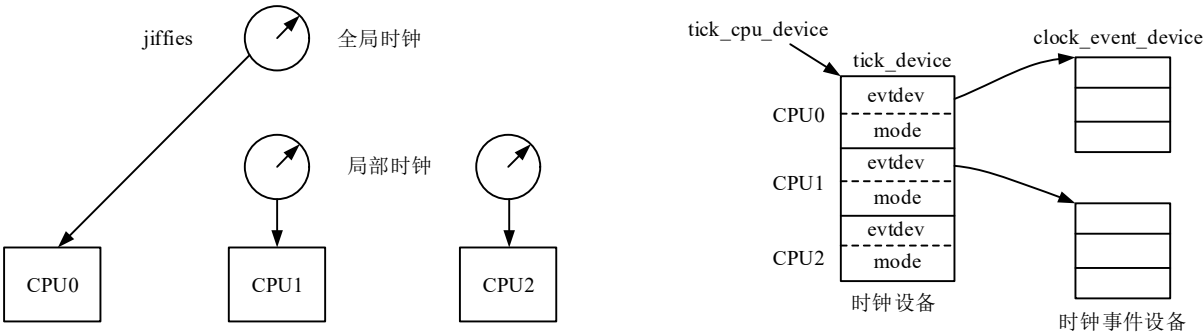 jiffies
全局时钟
局部时钟
CPU0
CPU1
CPU2
tick_cpu_device
tick_device
clock_event_device
CPU0
evtdev
mode
CPU1
evtdev
mode
CPU2
evtdev
mode
时钟设备
时钟事件设备